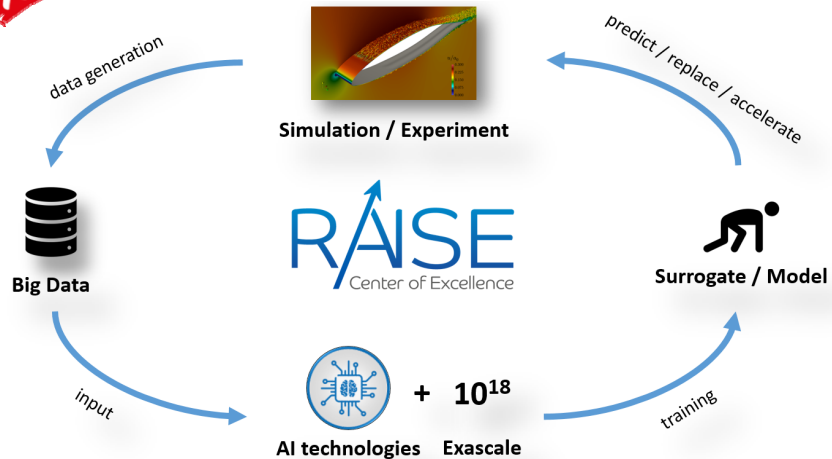 data generation
predict / replace / accelerate
Simulation / Experiment
RAISE
Center of Excellence
Big Data
Surrogate / Model
+ 10¹⁸
input
training
AI technologies Exascale